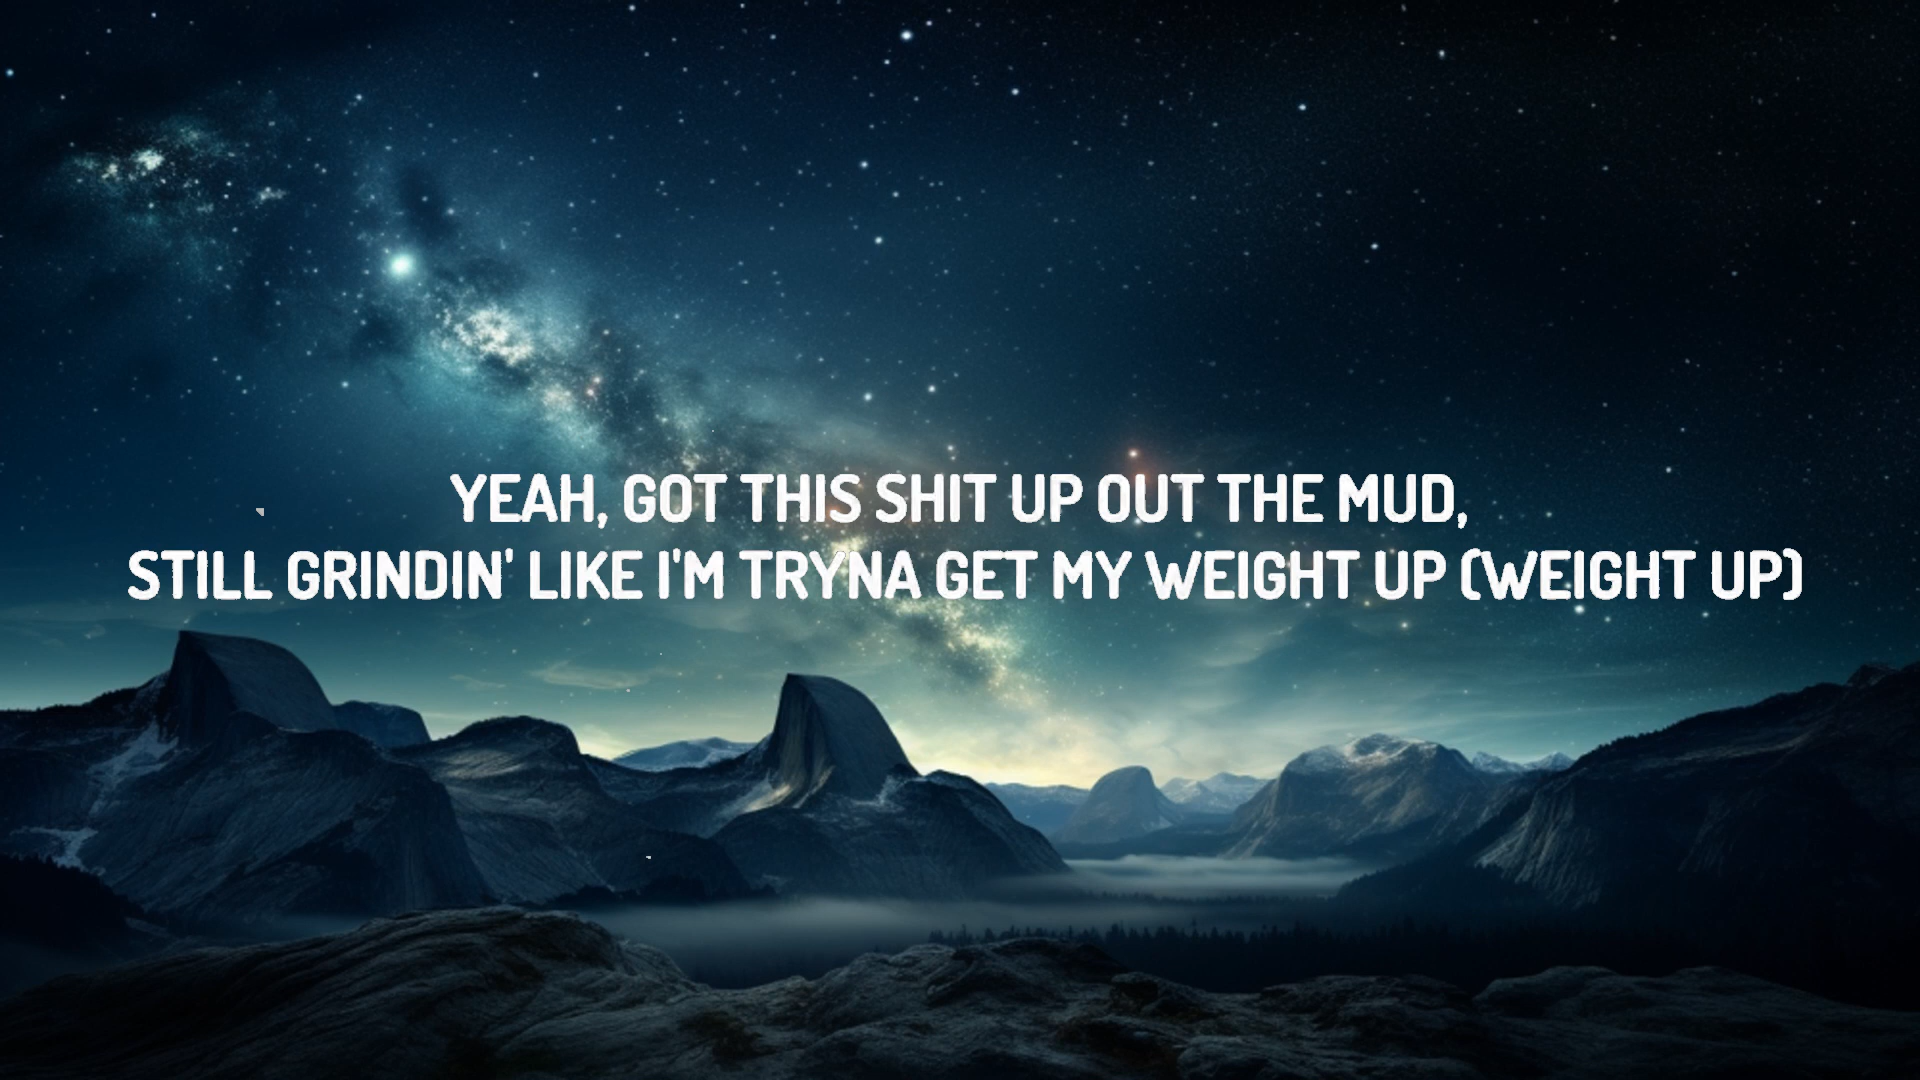 YEAH, GOT THIS SHIT UP OUT THE MUD,
STILL GRINDIN' LIKE I'M TRYNA GET MY WEIGHT UP (WEIGHT UP)